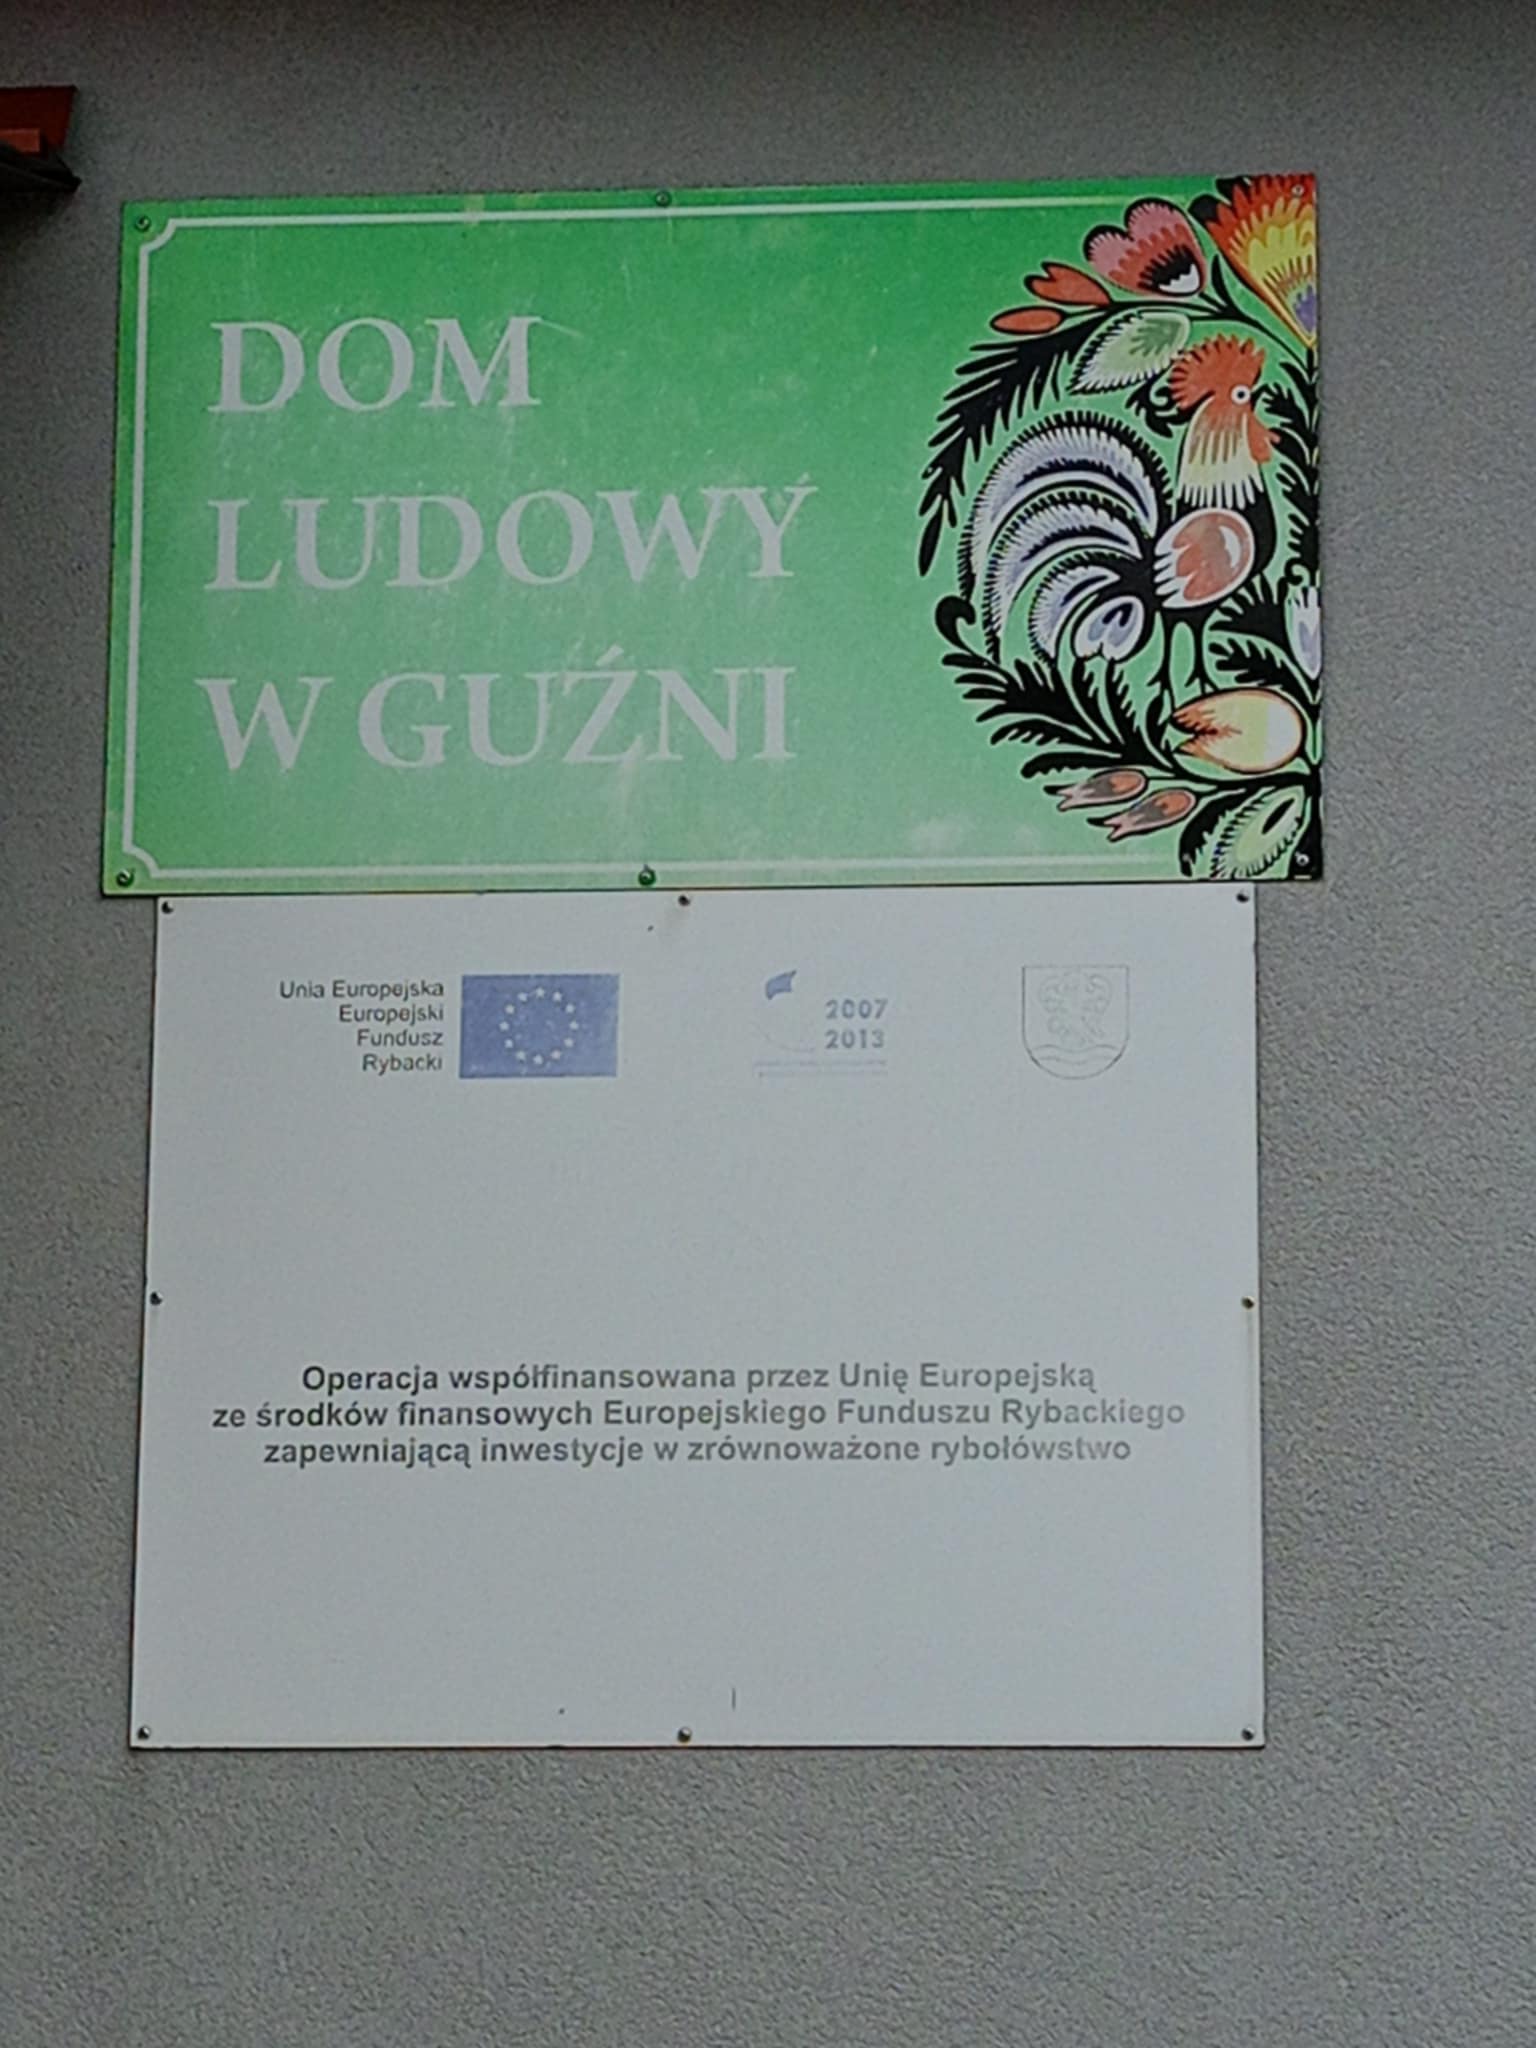 DOM
LUDOWY
W GUŹNI
Unia Europejska
Europejski
Fundusz
Rybacki
2007
2013
Operacja współfinansowana przez Unię Europejską
ze środków finansowych Europejskiego Funduszu Rybackiego
zapewniającą inwestycje w zrównoważone rybołówstwo